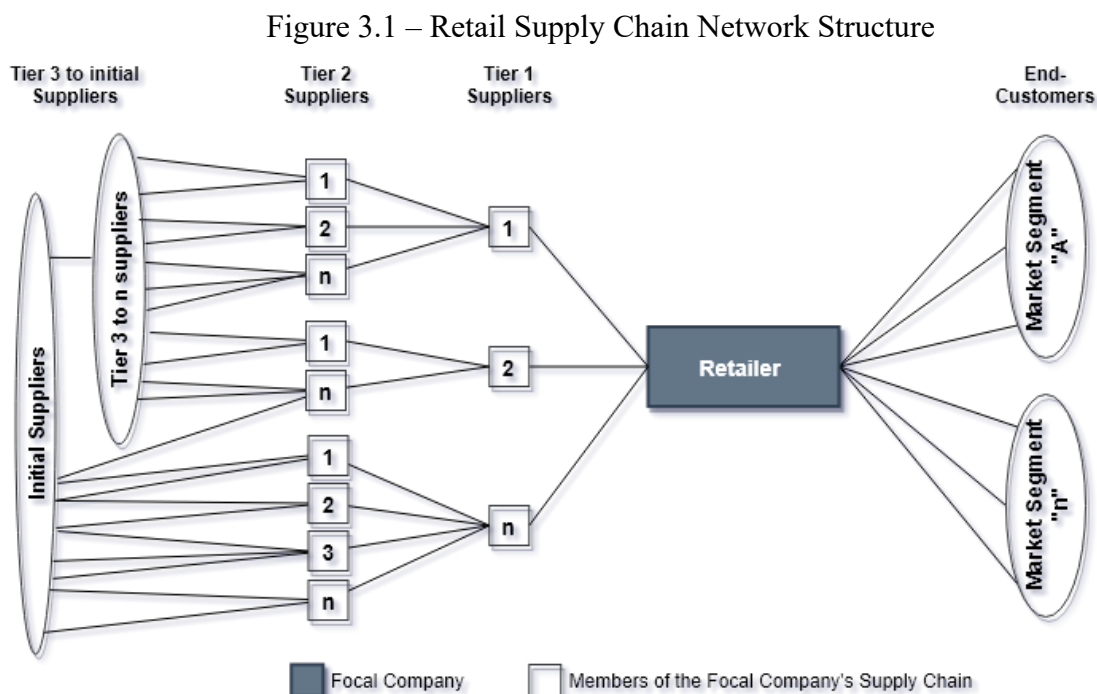 Figure 3.1 – Retail Supply Chain Network Structure
Tier 3 to initial
Suppliers
Tier 2
Suppliers
Tier 1
Suppliers
End-
Customers
Initial Suppliers
Tier 3 to n suppliers
1
2
n
1
n
1
2
3
n
1
2
n
Retailer
Market Segment
"A"
Market Segment
"n"
Focal Company
Members of the Focal Company's Supply Chain